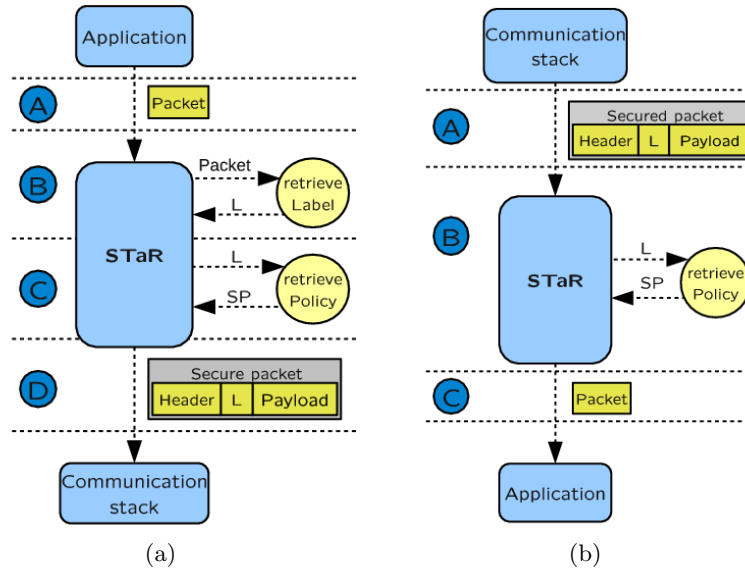 Application
A
Packet
B
Packet
L
retrieve
Label
STaR
C
L
SP
retrieve
Policy
D
Secure packet
Header L Payload
Communication
stack
(a)
Communication
stack
A
Secured packet
Header L Payload
B
STaR
L
SP
retrieve
Policy
C
Packet
Application
(b)